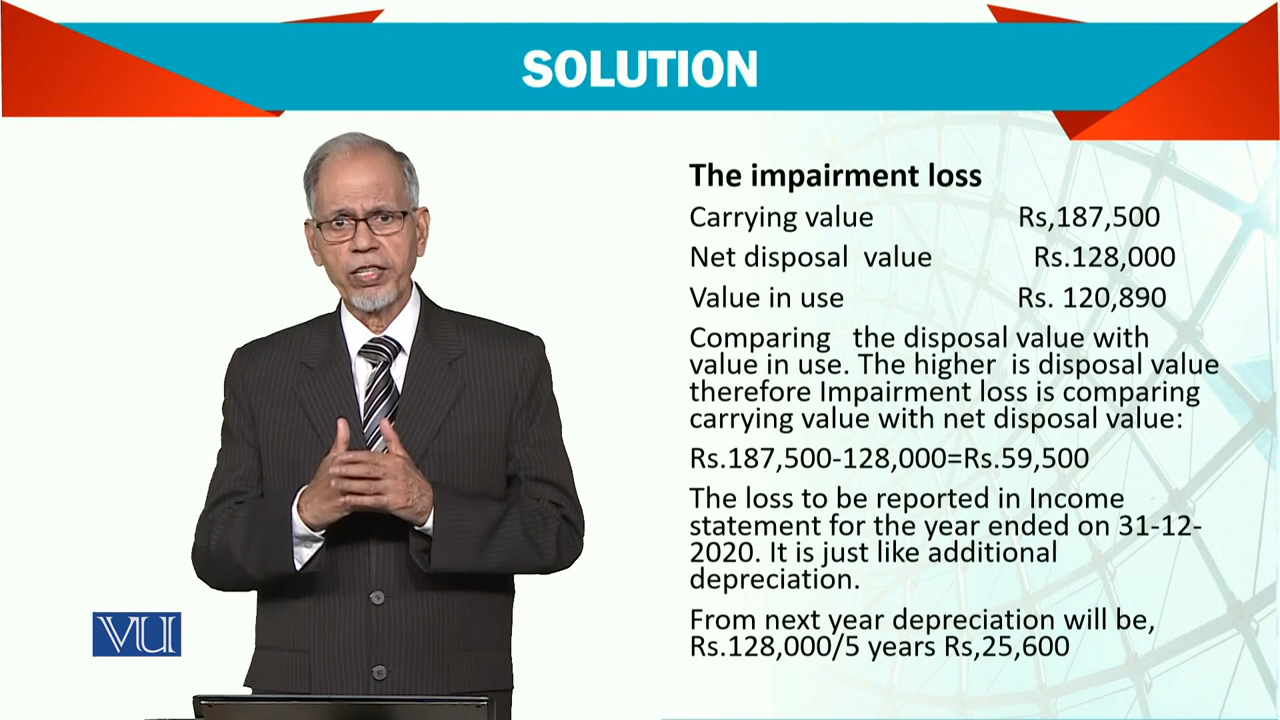 SOLUTION
The impairment loss
Carrying value Rs,187,500
Net disposal value Rs.128,000
Value in use Rs. 120,890
Comparing the disposal value with
value in use. The higher is disposal value
therefore Impairment loss is comparing
carrying value with net disposal value:
Rs.187,500-128,000=Rs.59,500
The loss to be reported in Income
statement for the year ended on 31-12-
2020. It is just like additional
depreciation.
From next year depreciation will be,
Rs.128,000/5 years Rs,25,600
VU